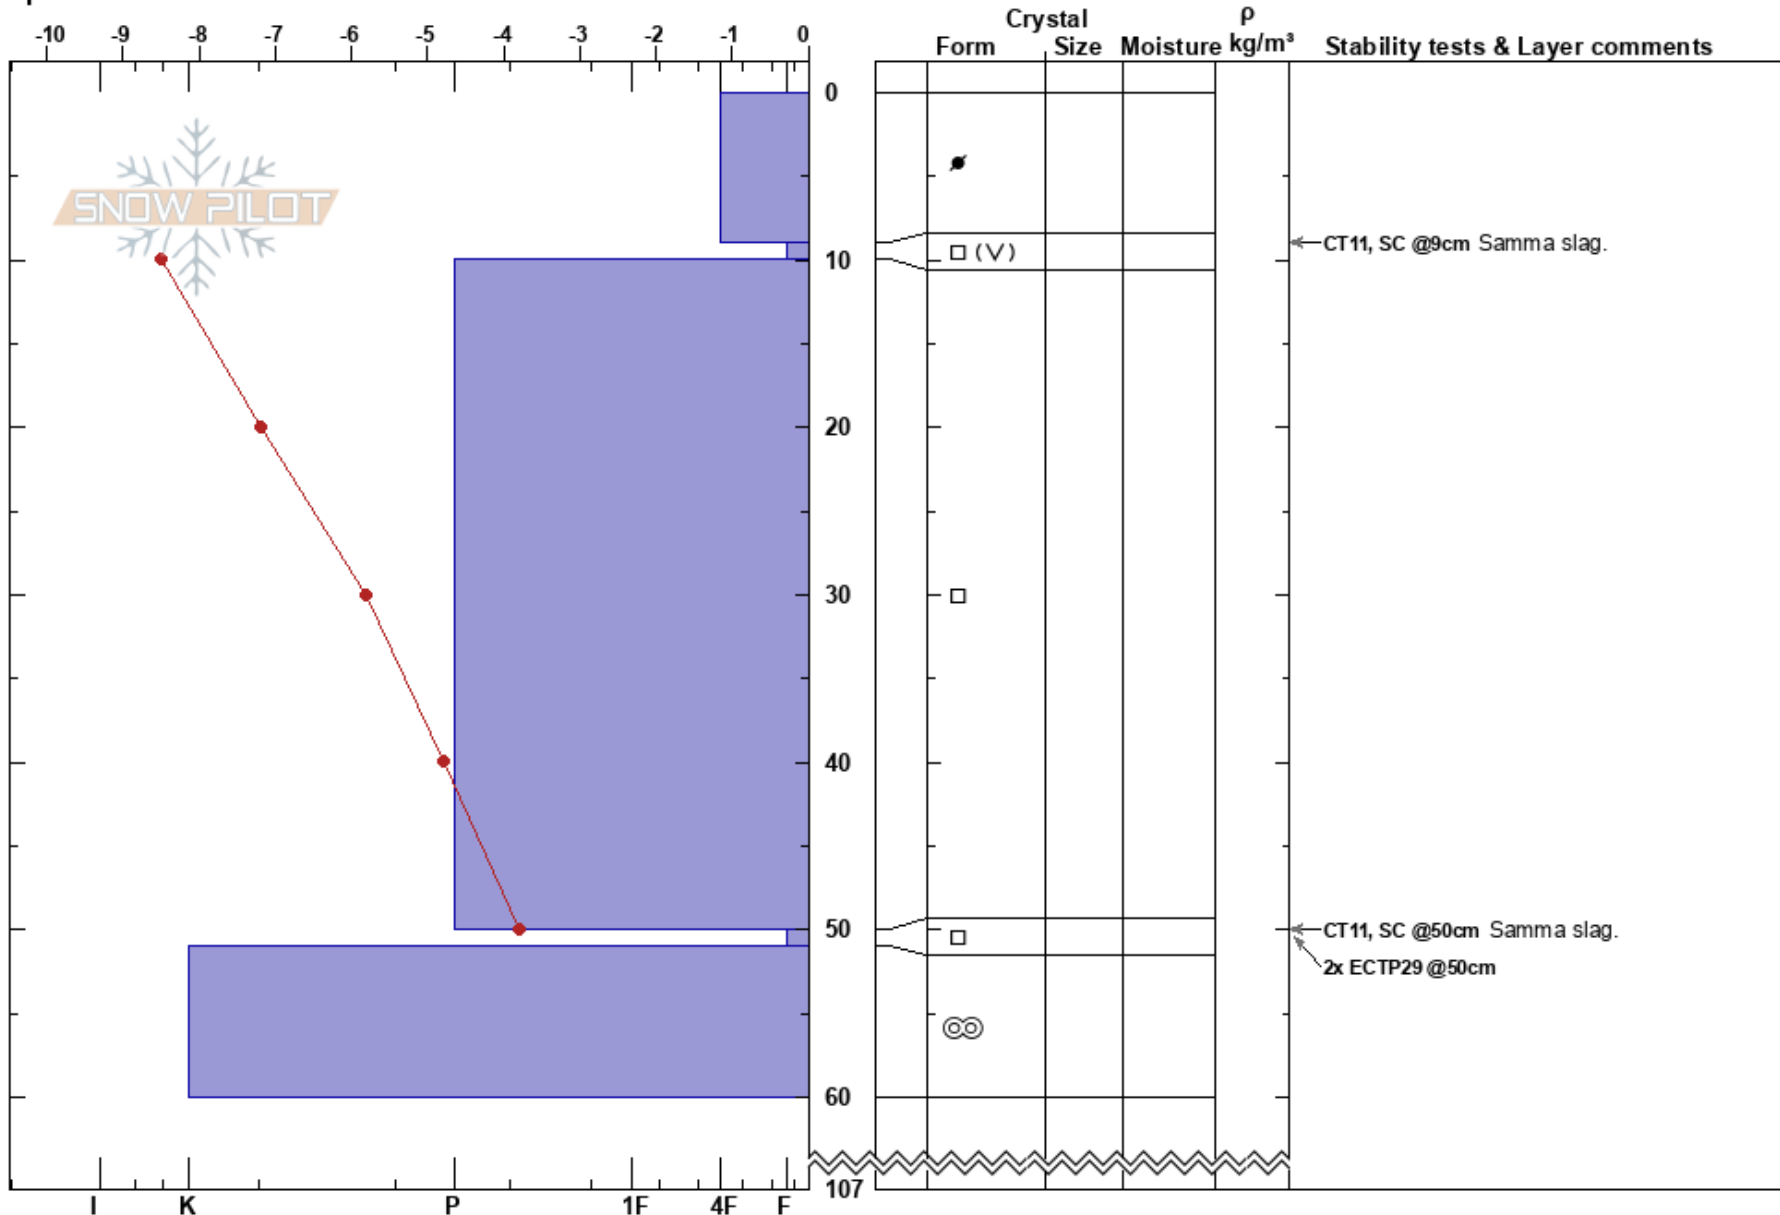 Crystal ρ
-10 -9 -8 -7 -6 -5 -4 -3 -2 -1 0 Form Size Moisture kg/m³ Stability tests & Layer comments
0
SNOW PILOT
CT11, SC @9cm Samma slag.
10
20
30
40
50 CT11, SC @50cm Samma slag.
2x ECTP29 @50cm
60
107
I K P 1F 4F F